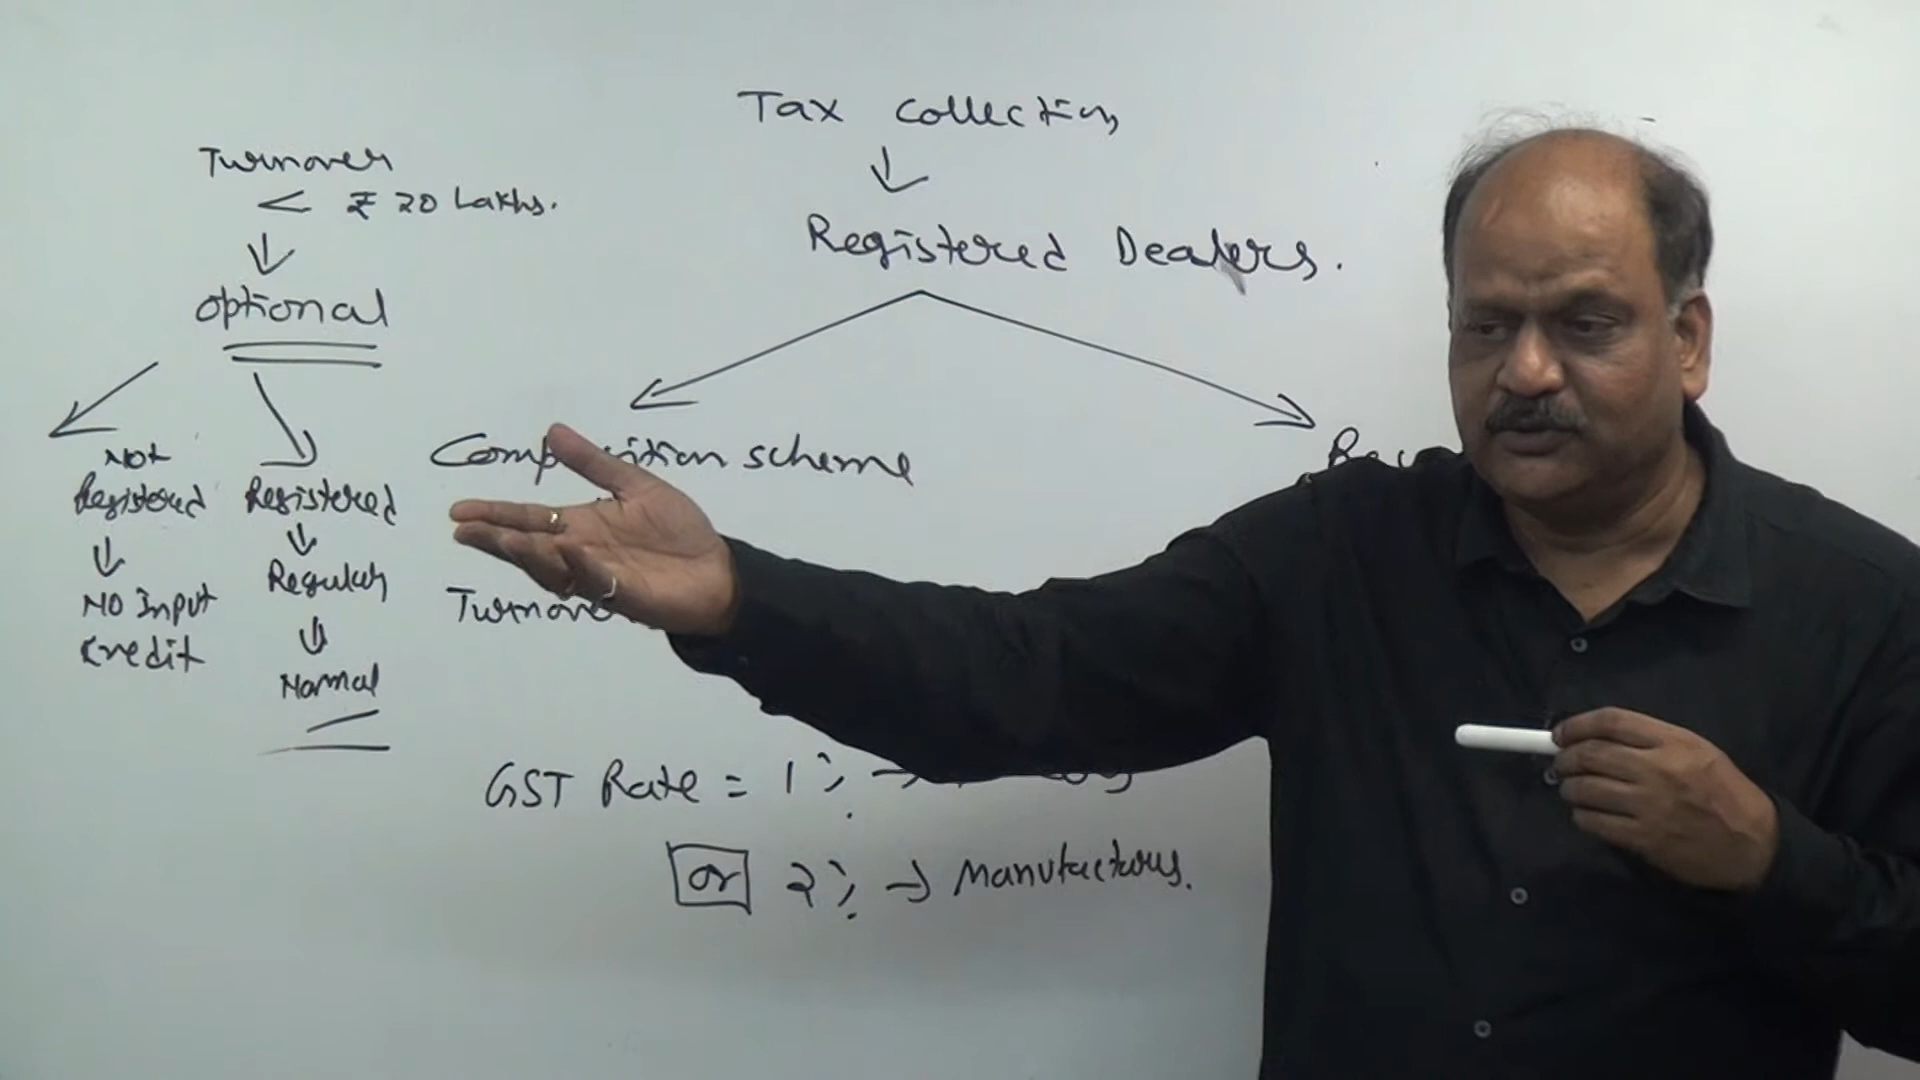 Tax collection
Registered Dealers.
Turnover
< ₹ 20 Lakhs.
optional
Not
Registered
NO Input
Credit
Registered
Regular
Normal
scheme
GST Rate = 1%
or 2% → Manufacturers.